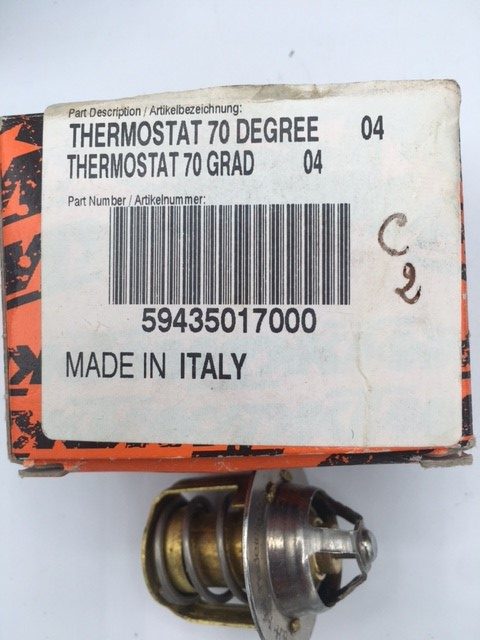 Part Description / Artikelbezeichnung:
THERMOSTAT 70 DEGREE 04
THERMOSTAT 70 GRAD 04
Part Number / Artikelnummer:
59435017000
C
2
MADE IN ITALY